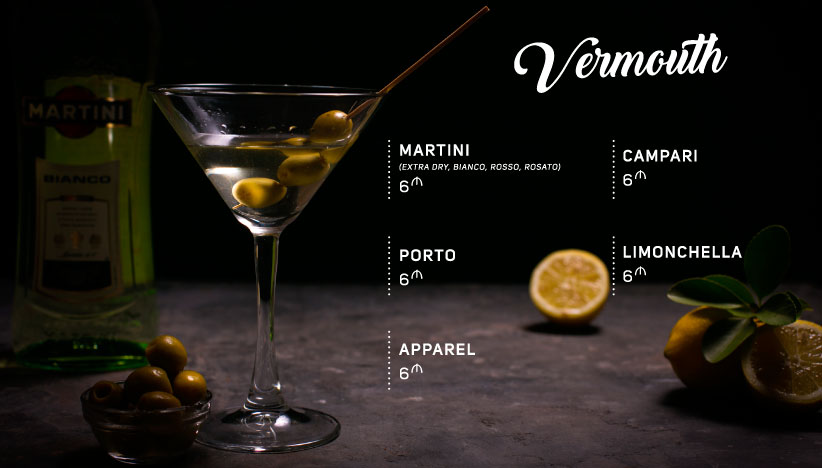 Vermouth
MARTINI
(EXTRA DRY, BIANCO, ROSSO, ROSATO)
6₼
PORTO
6₼
APPAREL
6₼
CAMPARI
6₼
LIMONCHELLA
6₼
MARTINI
BIANCO